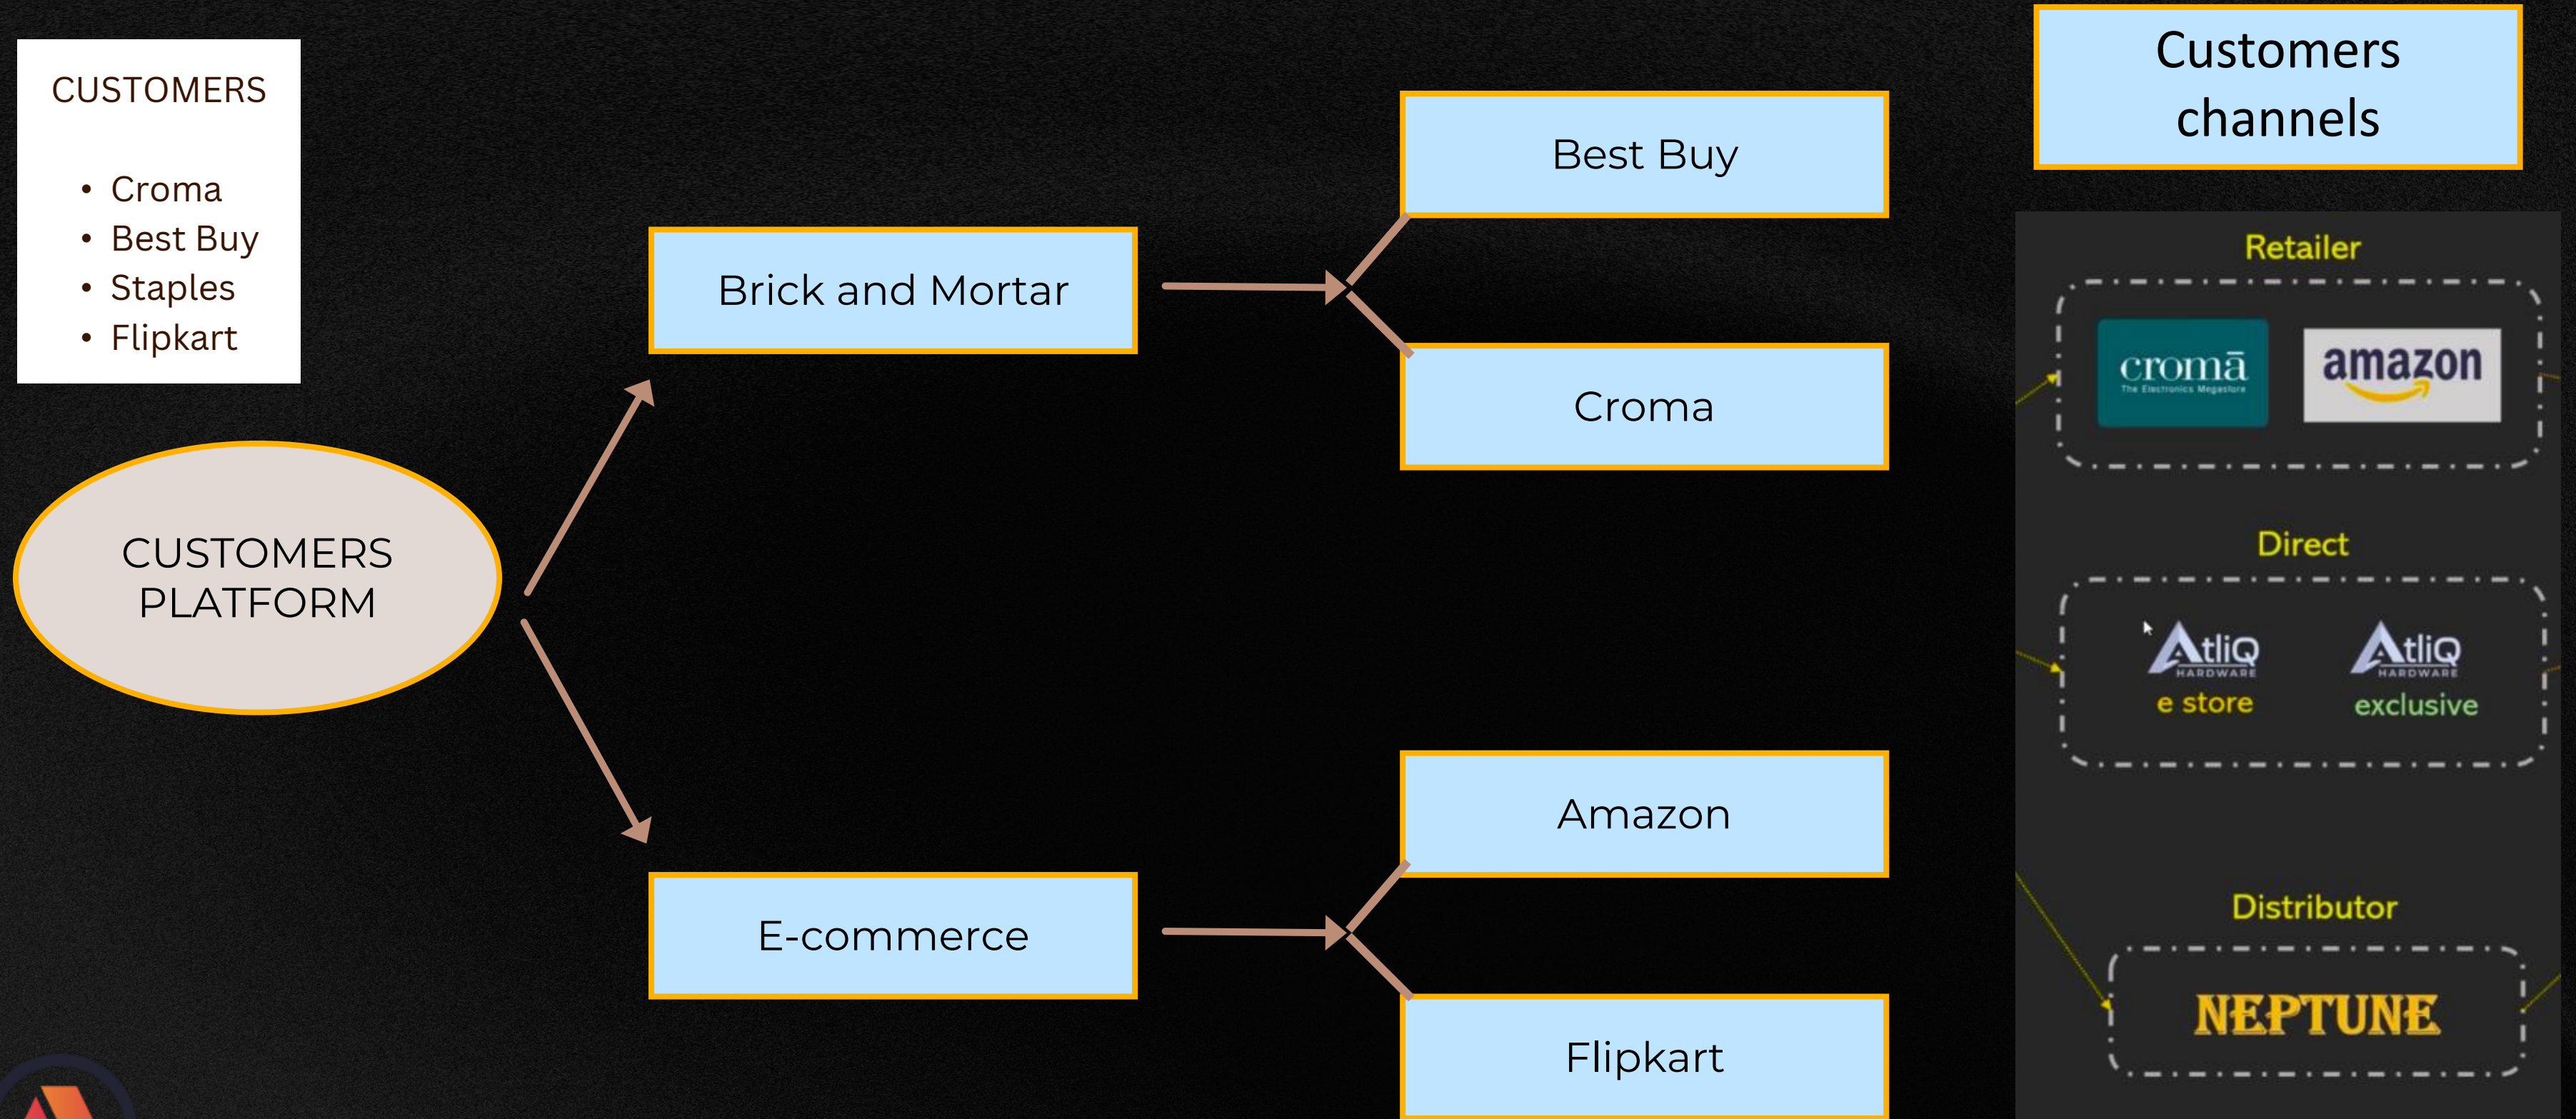 CUSTOMERS
• Croma
• Best Buy
• Staples
• Flipkart
CUSTOMERS
PLATFORM
Brick and Mortar
E-commerce
Best Buy
Croma
Amazon
Flipkart
Customers
channels
Retailer
cromā
The Electronics Megastore
amazon
Direct
AtliQ
HARDWARE
e store
AtliQ
HARDWARE
exclusive
Distributor
NEPTUNE